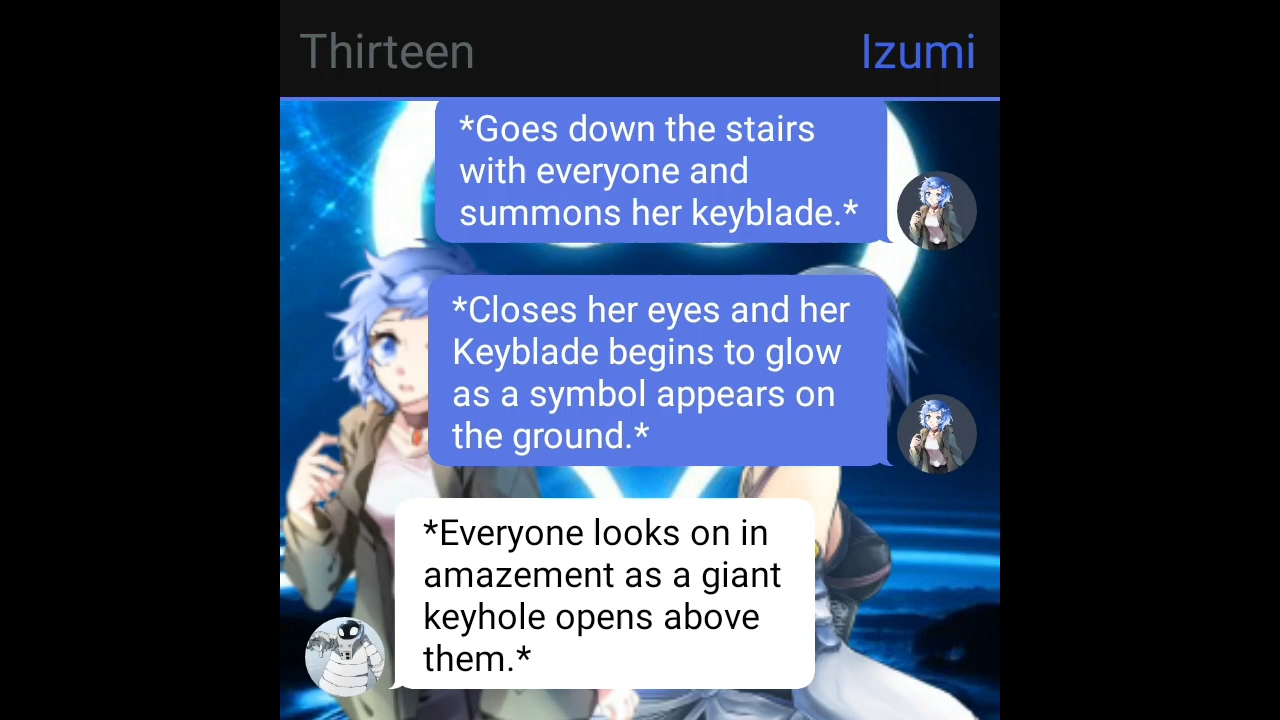 Thirteen
Izumi
*Goes down the stairs
with everyone and
summons her keyblade.*
*Closes her eyes and her
Keyblade begins to glow
as a symbol appears on
the ground.*
*Everyone looks on in
amazement as a giant
keyhole opens above
them.*